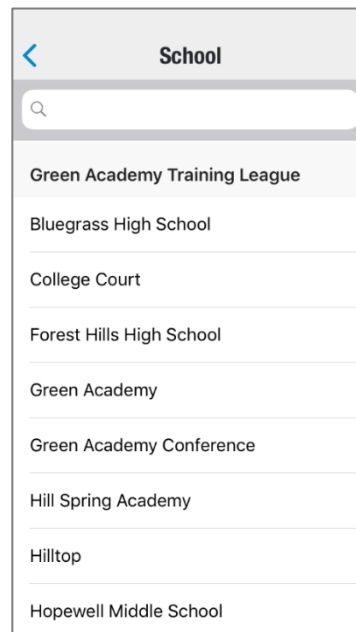 School
Green Academy Training League
Bluegrass High School
College Court
Forest Hills High School
Green Academy
Green Academy Conference
Hill Spring Academy
Hilltop
Hopewell Middle School